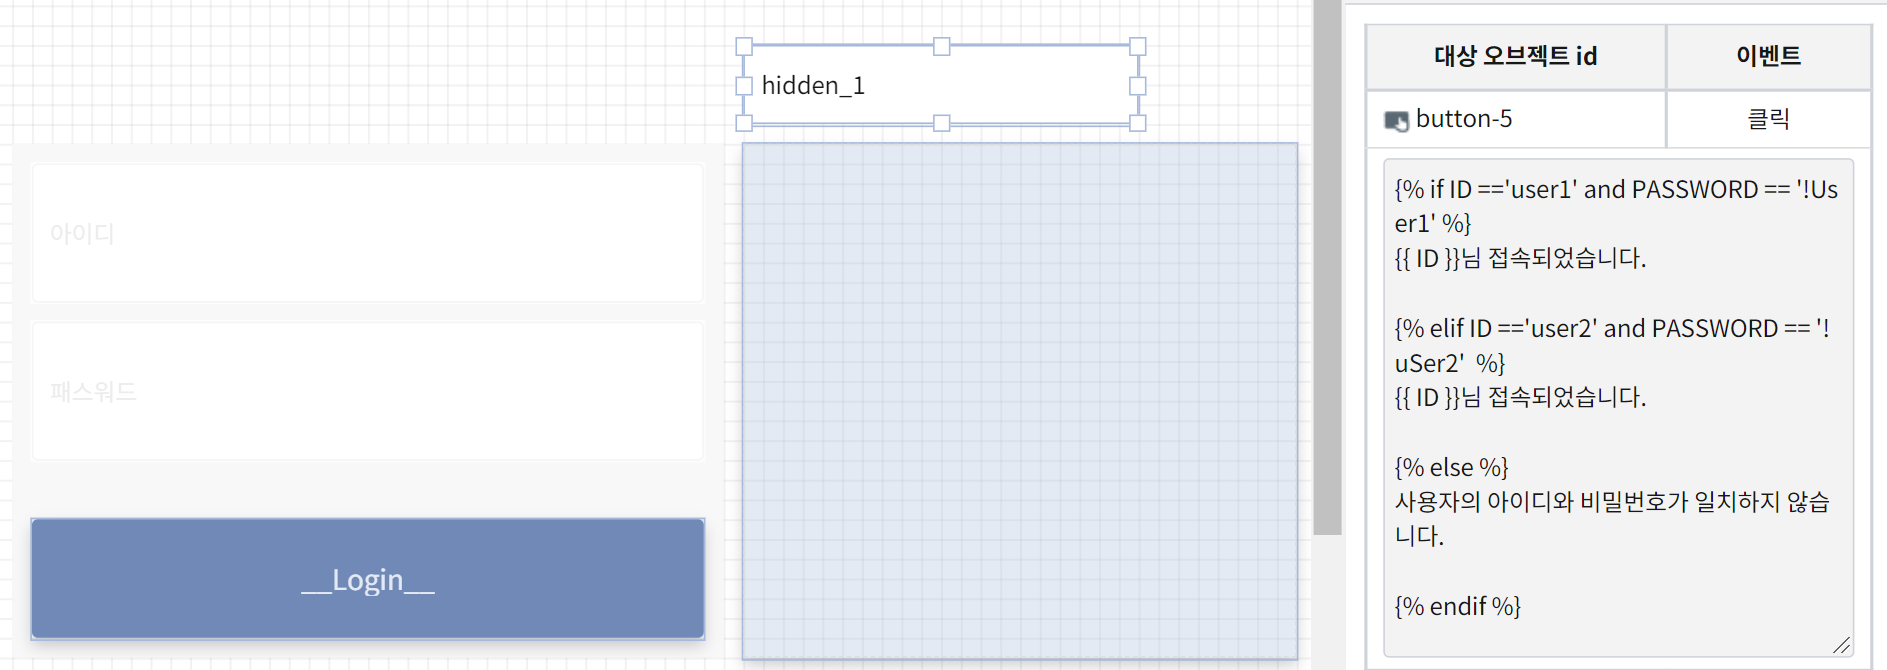 hidden_1
아이디
패스워드
__Login__
대상 오브젝트 id
이벤트
button-5
클릭
{% if ID =='user1' and PASSWORD == '!Us
er1' %}
{{ ID }}님 접속되었습니다.
{% elif ID =='user2' and PASSWORD == '!
uSer2'  %}
{{ ID }}님 접속되었습니다.
{% else %}
사용자의 아이디와 비밀번호가 일치하지 않습
니다.
{% endif %}